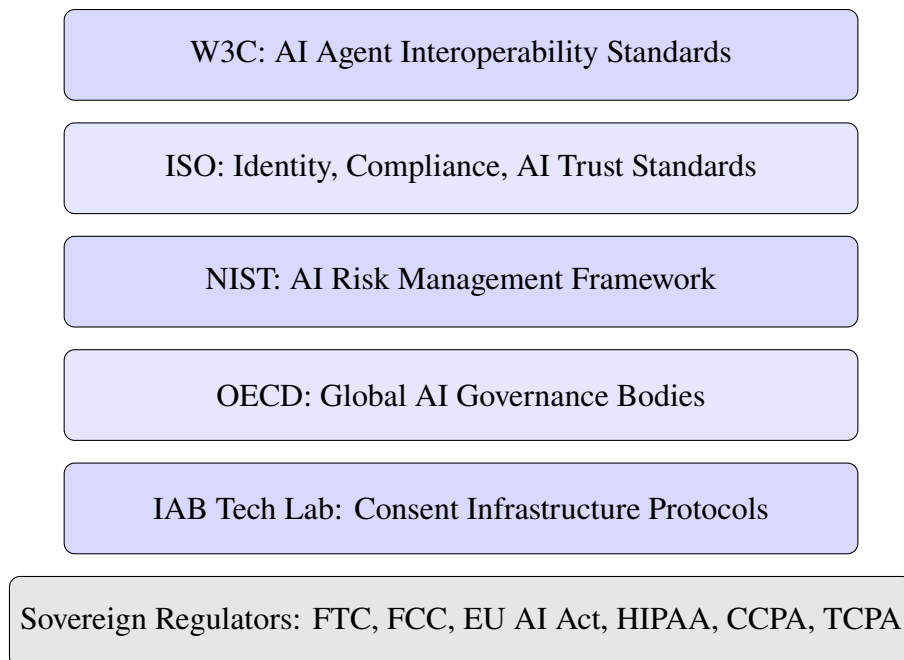 W3C: AI Agent Interoperability Standards
ISO: Identity, Compliance, AI Trust Standards
NIST: AI Risk Management Framework
OECD: Global AI Governance Bodies
IAB Tech Lab: Consent Infrastructure Protocols
Sovereign Regulators: FTC, FCC, EU AI Act, HIPAA, CCPA, TCPA